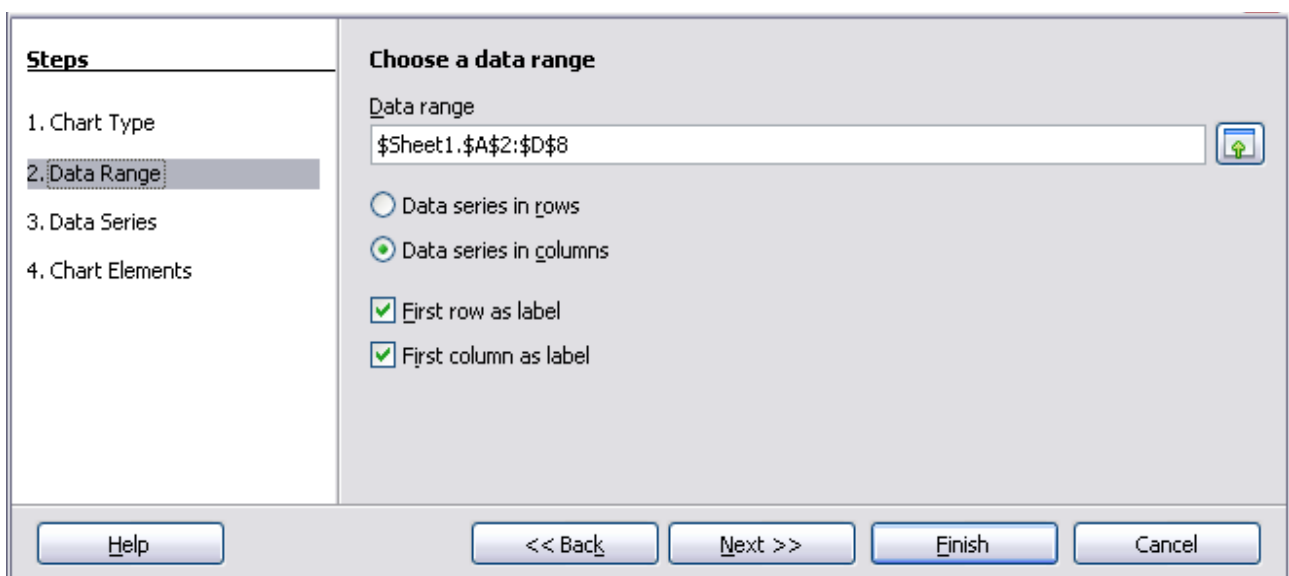 Steps
1. Chart Type
2. Data Range
3. Data Series
4. Chart Elements
Choose a data range
Data range
$Sheet1.$A$2:$D$8
Data series in rows
Data series in columns
First row as label
First column as label
Help
<< Back
Next >>
Finish
Cancel